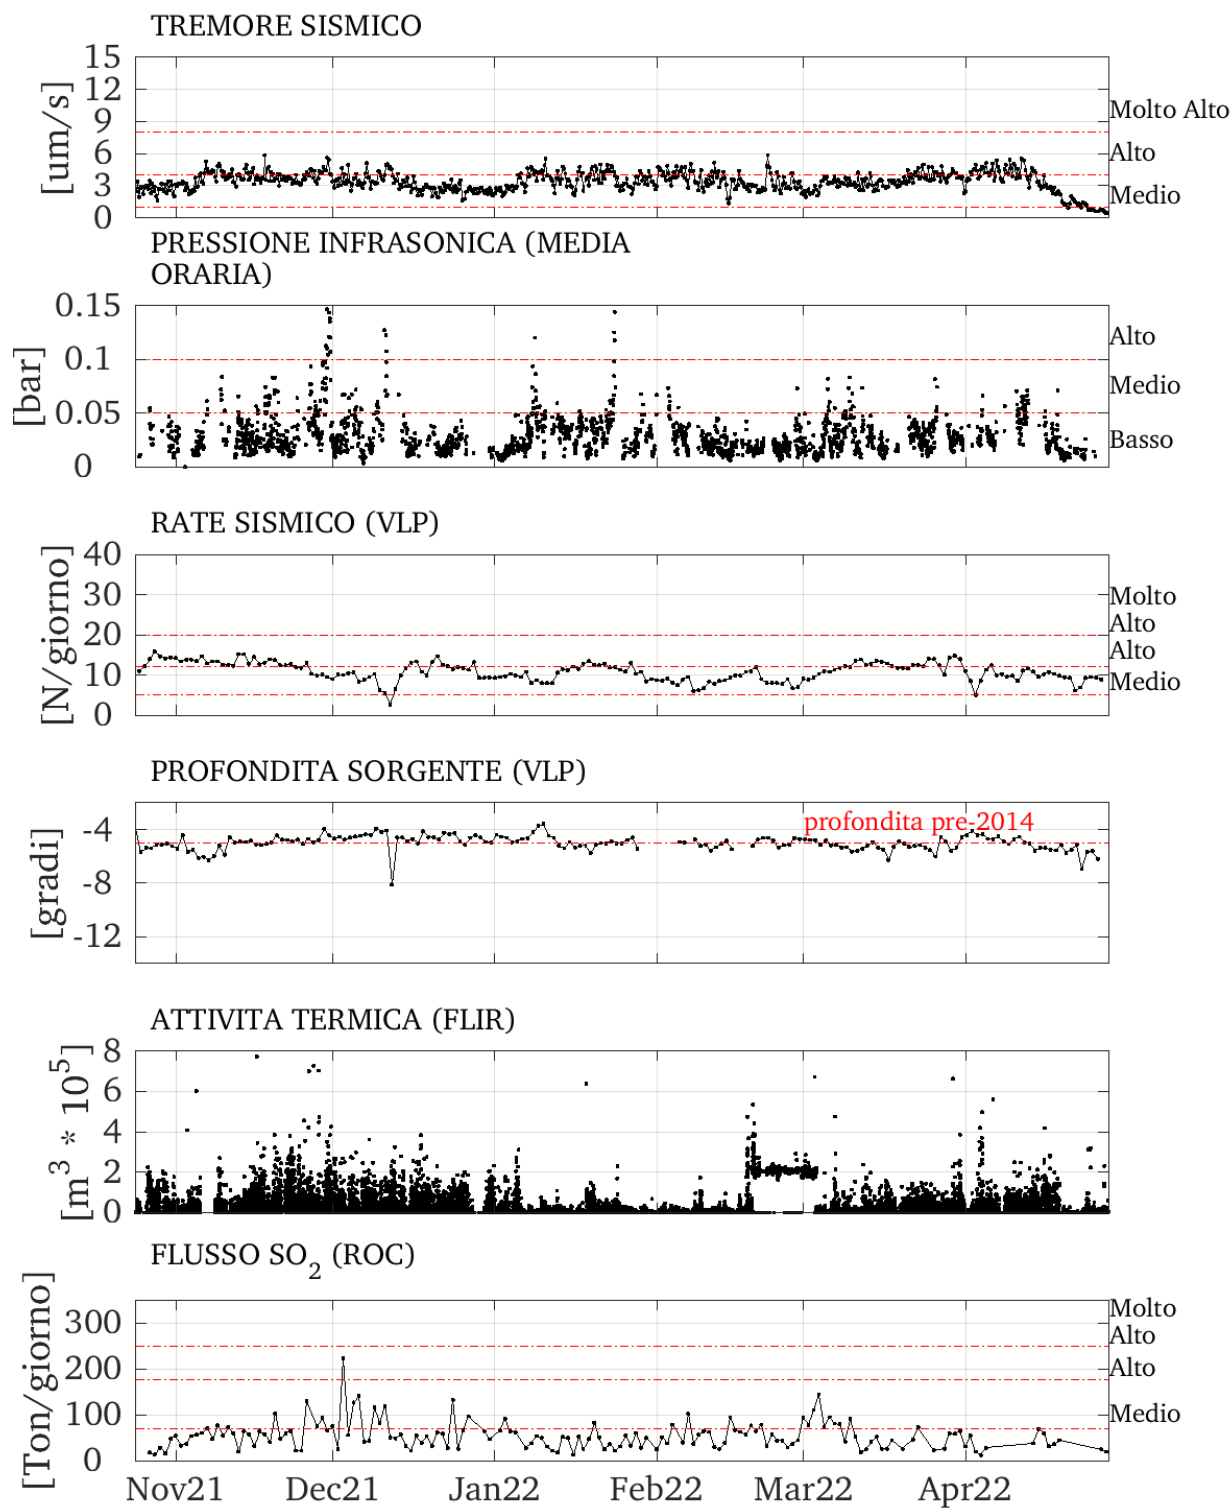 TREMORE SISMICO
[um/s]
15
12
9
6
3
0
Molto Alto
Alto
Medio
PRESSIONE INFRASONICA (MEDIA
ORARIA)
[bar]
0.15
0.1
0.05
0
Alto
Medio
Basso
RATE SISMICO (VLP)
[N/giorno]
40
30
20
10
0
Molto
Alto
Alto
Medio
PROFONDITA SORGENTE (VLP)
[gradi]
-4
-8
-12
profondita pre-2014
ATTIVITA TERMICA (FLIR)
[m³ * 10⁵]
8
6
4
2
0
FLUSSO SO₂ (ROC)
[Ton/giorno]
300
200
100
0
Molto
Alto
Alto
Medio
Nov21 Dec21 Jan22 Feb22 Mar22 Apr22